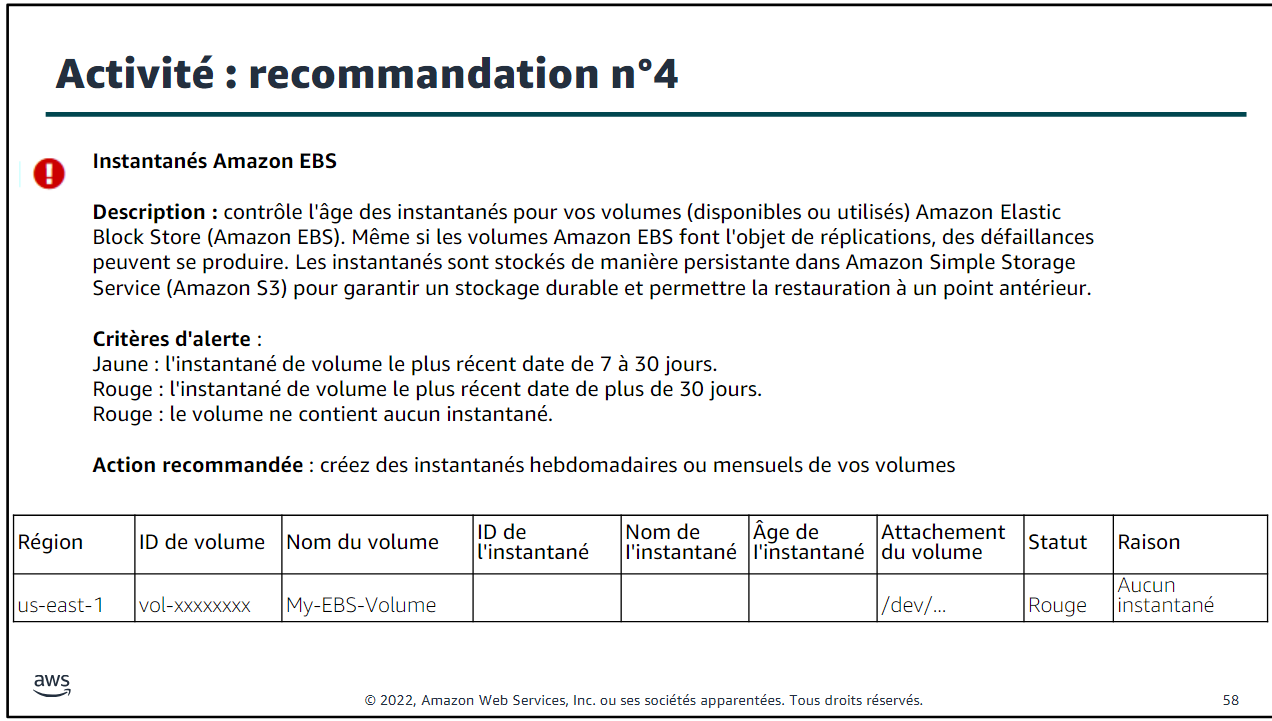 Activité : recommandation n°4
Instantanés Amazon EBS
Description : contrôle l'âge des instantanés pour vos volumes (disponibles ou utilisés) Amazon Elastic
Block Store (Amazon EBS). Même si les volumes Amazon EBS font l'objet de réplications, des défaillances
peuvent se produire. Les instantanés sont stockés de manière persistante dans Amazon Simple Storage
Service (Amazon S3) pour garantir un stockage durable et permettre la restauration à un point antérieur.
Critères d'alerte :
Jaune : l'instantané de volume le plus récent date de 7 à 30 jours.
Rouge : l'instantané de volume le plus récent date de plus de 30 jours.
Rouge : le volume ne contient aucun instantané.
Action recommandée : créez des instantanés hebdomadaires ou mensuels de vos volumes
Région ID de volume Nom du volume ID de l'instantané Nom de l'instantané Âge de l'instantané Attachement du volume Statut Raison
us-east-1 vol-xxxxxxxx My-EBS-Volume /dev/... Rouge Aucun instantané
aws
© 2022, Amazon Web Services, Inc. ou ses sociétés apparentées. Tous droits réservés.
58